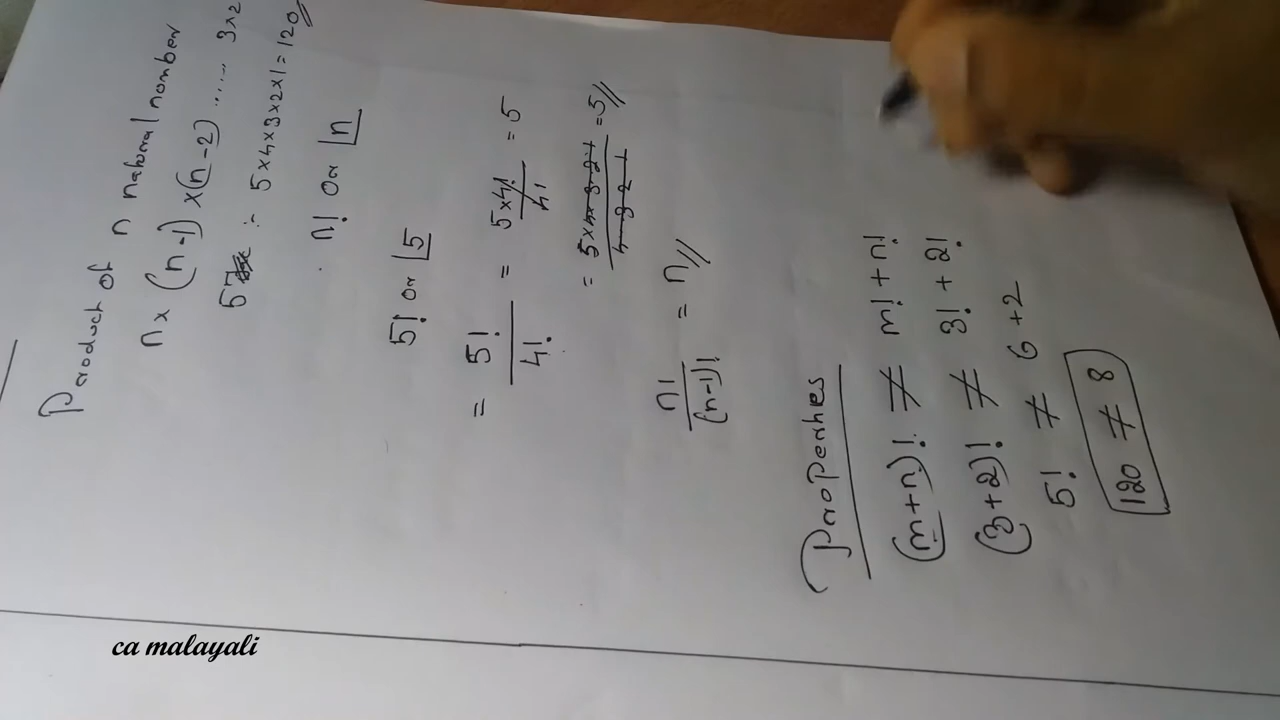 Product of n natural number
n x (n-1) x (n-2) ..... 3x2
5 :- 5x4x3x2x1 = 120
n! or |n
5! or |5
= 5!/4! = 5x4!/4! = 5
= 5x4x3x2x1/4x3x2x1 = 5//
n!/(n-1)! = n//
Properties
(m+n)! ≠ m! + n!
(3+2)! ≠ 3! + 2!
5! ≠ 6+2
120 ≠ 8
ca malayali